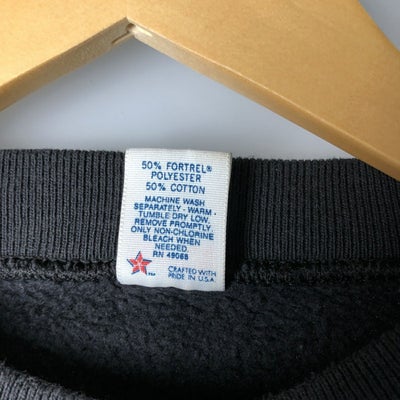 50% FORTREL®
POLYESTER
50% COTTON
MACHINE WASH
SEPARATELY - WARM.
TUMBLE DRY LOW.
REMOVE PROMPTLY.
ONLY NON-CHLORINE
BLEACH WHEN
NEEDED.
RN 49068
CRAFTED WITH
PRIDE IN U.S.A.